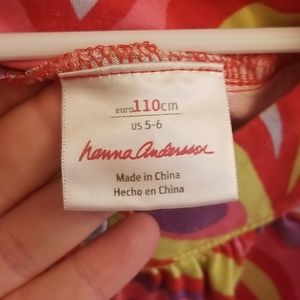 euro110cm
US 5-6
hanna Andersson
Made in China
Hecho en China